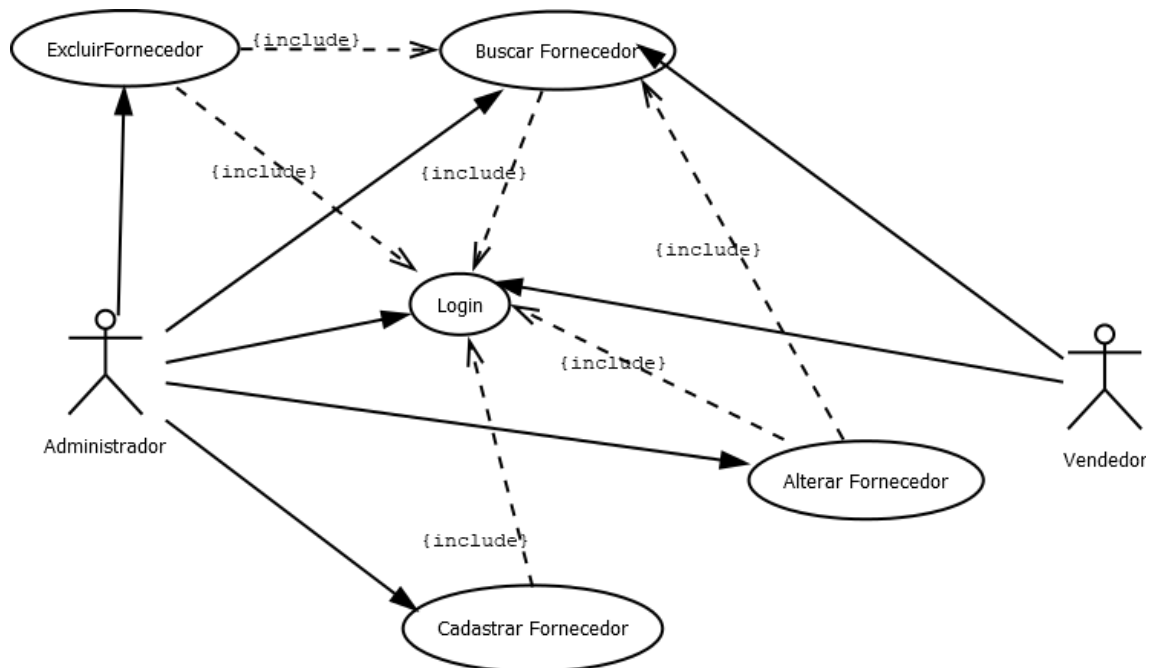 ExcluirFornecedor
{include}
Buscar Fornecedor
{include}
{include}
{include}
Login
{include}
Administrador
Vendedor
Alterar Fornecedor
{include}
Cadastrar Fornecedor